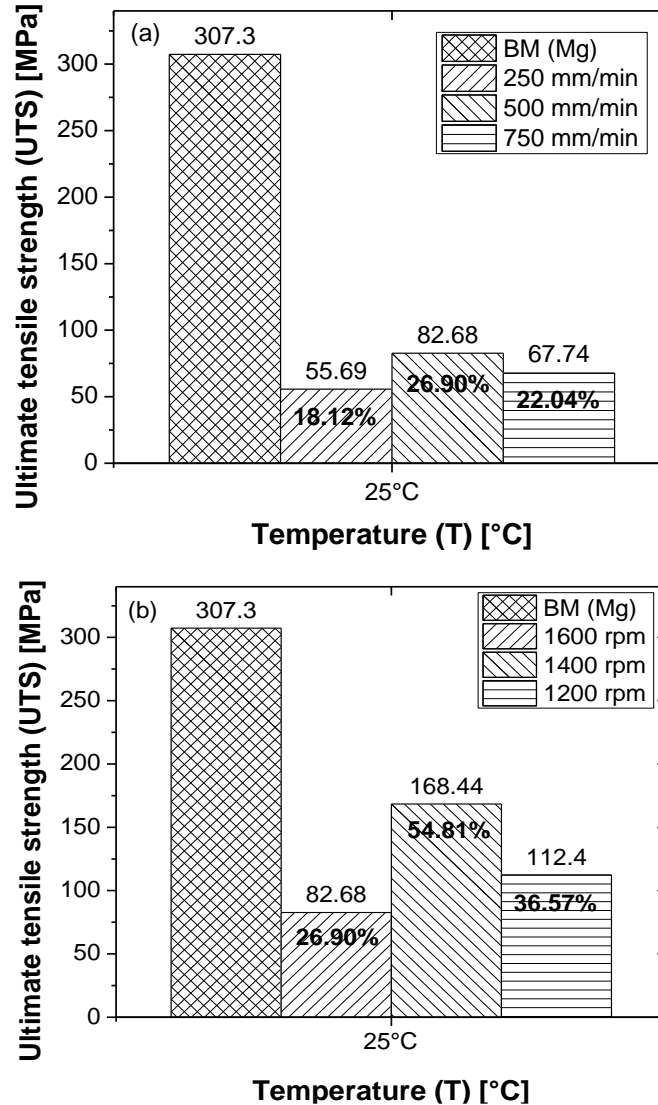 (a)
307.3
BM (Mg)
250 mm/min
500 mm/min
750 mm/min
Ultimate tensile strength (UTS) [MPa]
300
250
200
150
100
50
0
55.69
18.12%
82.68
26.90%
67.74
22.04%
25°C
Temperature (T) [°C]
(b)
307.3
BM (Mg)
1600 rpm
1400 rpm
1200 rpm
Ultimate tensile strength (UTS) [MPa]
300
250
200
150
100
50
0
82.68
26.90%
168.44
54.81%
112.4
36.57%
25°C
Temperature (T) [°C]